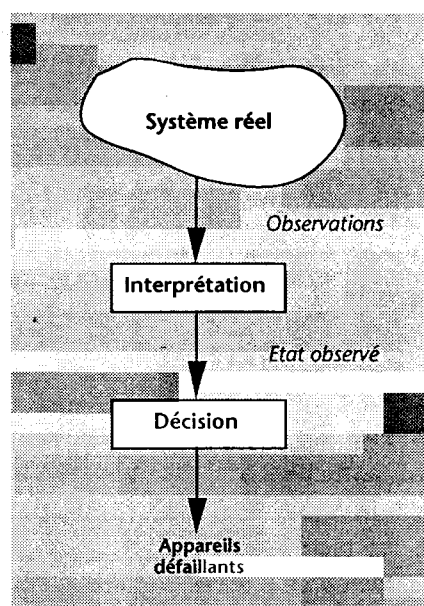 Système réel
Observations
Interprétation
Etat observé
Décision
Appareils
défaillants